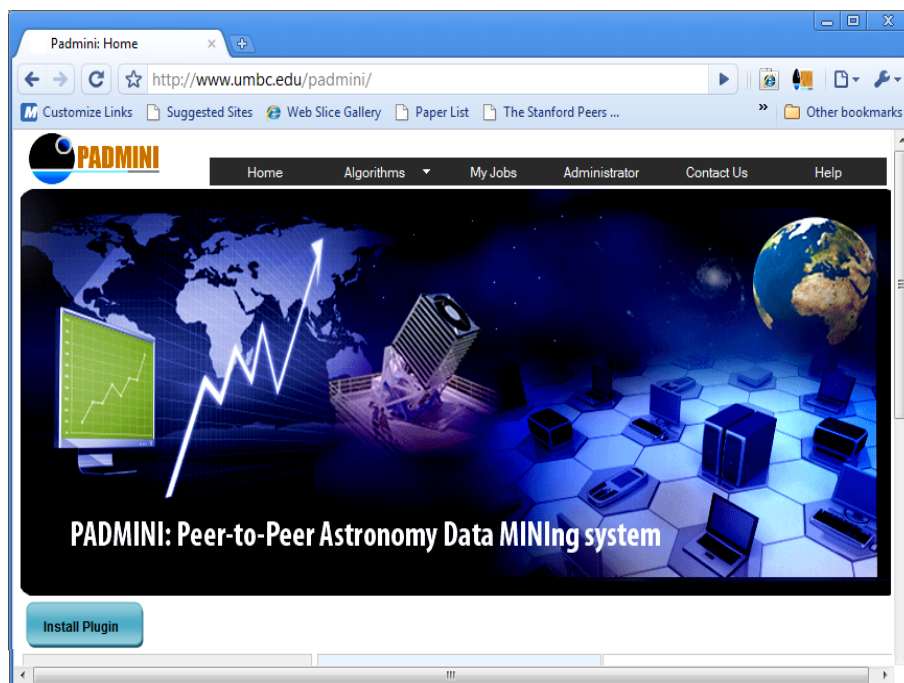 Padmini: Home
http://www.umbc.edu/padmini/
Customize Links Suggested Sites Web Slice Gallery Paper List The Stanford Peers ... » Other bookmarks
PADMINI
Home Algorithms My Jobs Administrator Contact Us Help
PADMINI: Peer-to-Peer Astronomy Data MINIng system
Install Plugin